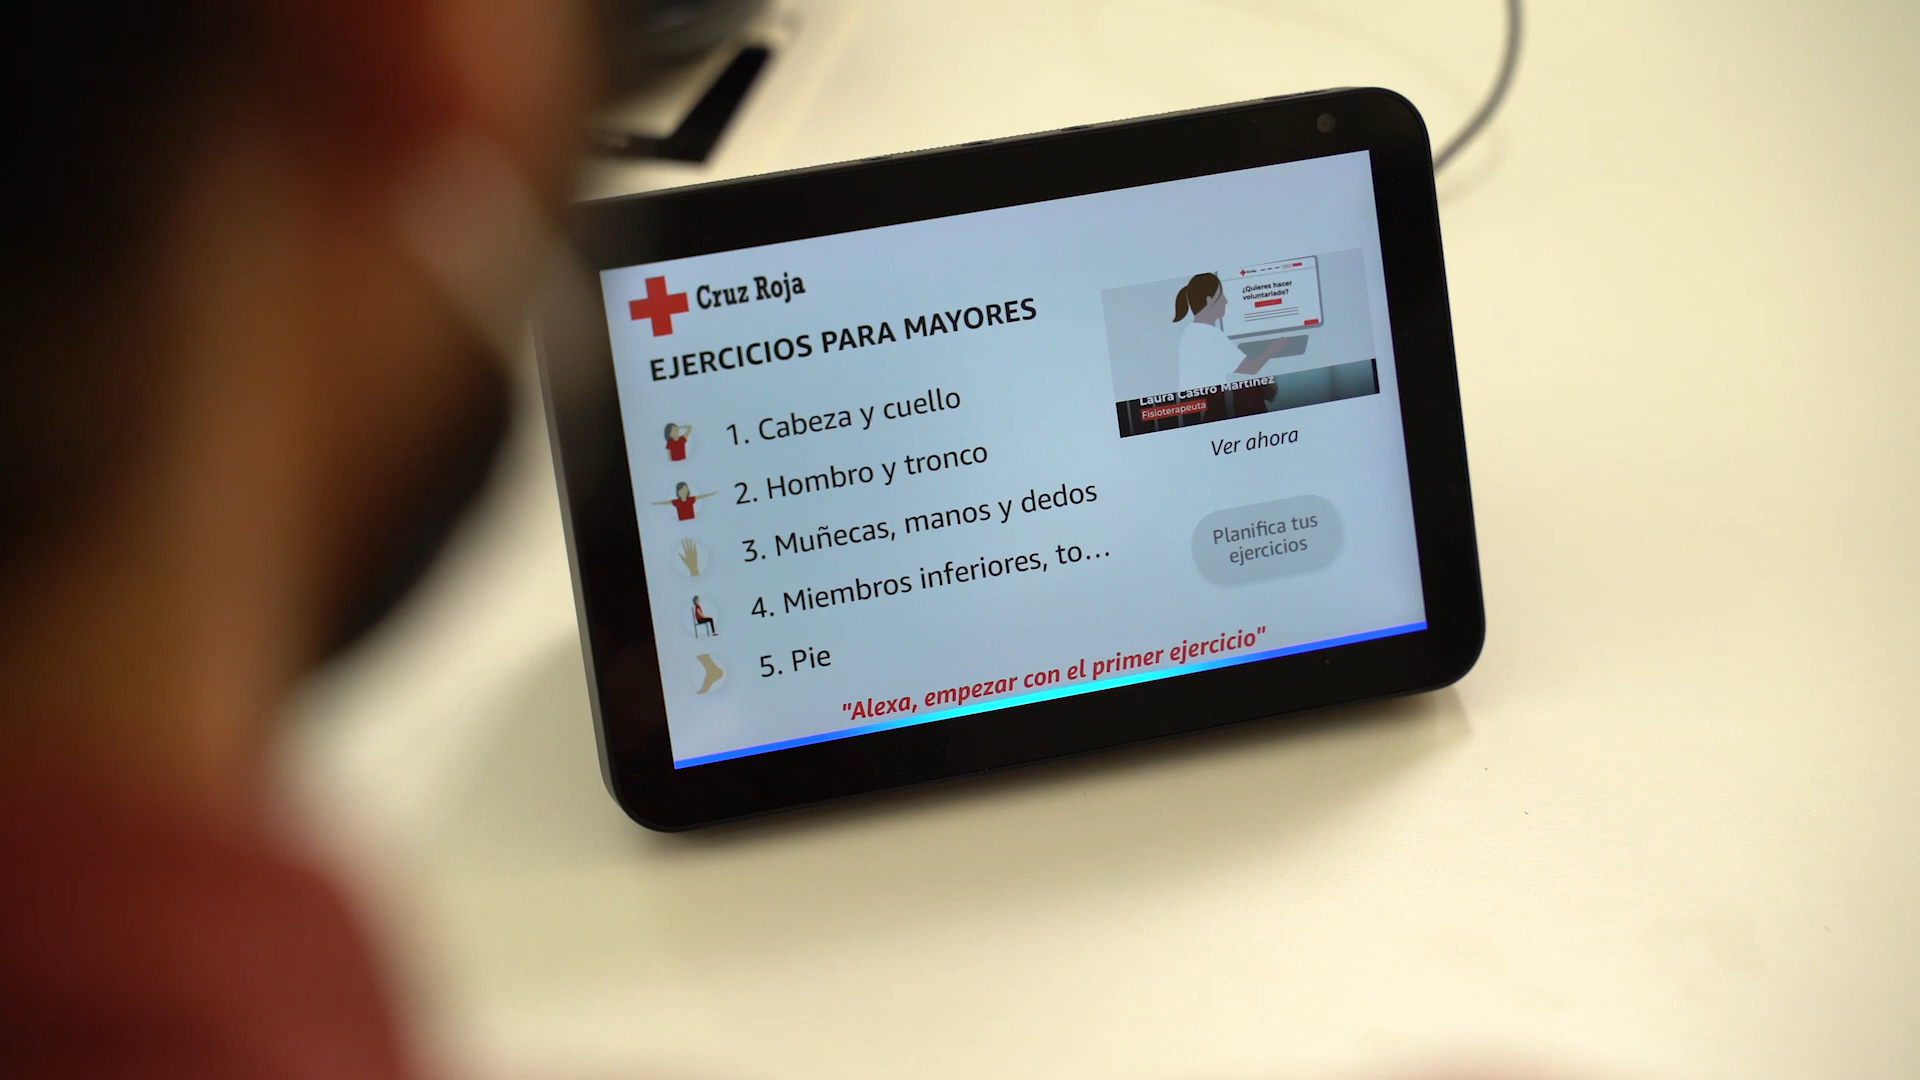 Cruz Roja
EJERCICIOS PARA MAYORES
1. Cabeza y cuello
2. Hombro y tronco
3. Muñecas, manos y dedos
4. Miembros inferiores, to...
5. Pie
"Alexa, empezar con el primer ejercicio"
¿Quieres hacer
voluntariado?
Laura Castro Martínez
Fisioterapeuta
Ver ahora
Planifica tus
ejercicios